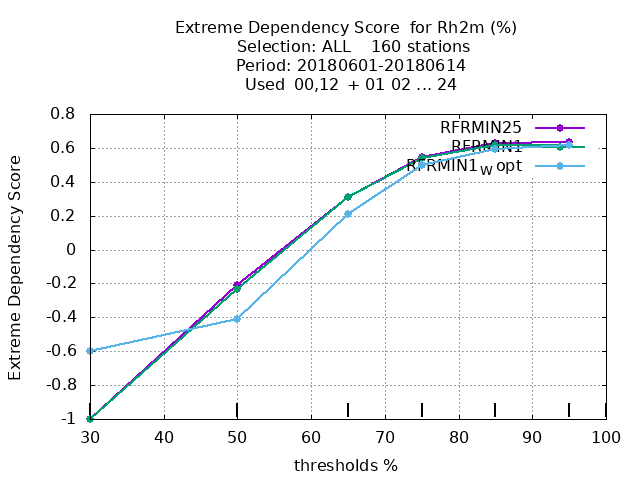 Extreme Dependency Score for Rh2m (%)
Selection: ALL 160 stations
Period: 20180601-20180614
Used 00,12 + 01 02 ... 24
Extreme Dependency Score
0.8
0.6
0.4
0.2
0
-0.2
-0.4
-0.6
-0.8
-1
RFRMIN25
RFRMIN1
RFRMIN1W opt
30 40 50 60 70 80 90 100
thresholds %